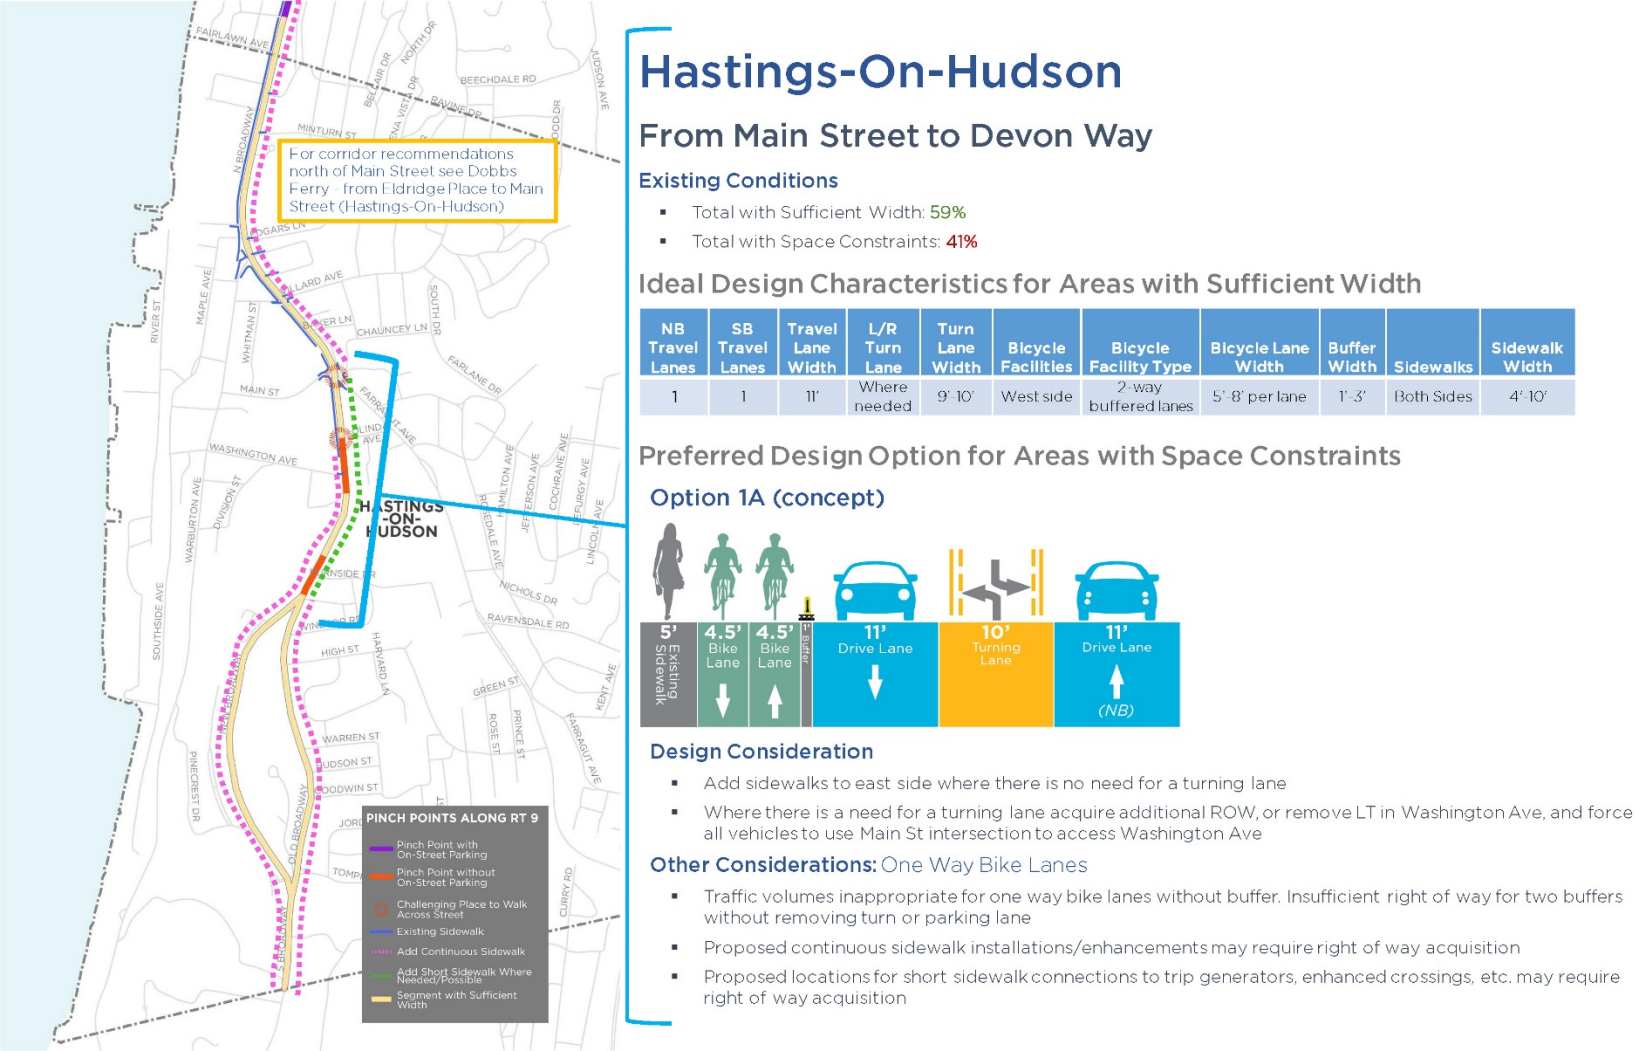 Hastings-On-Hudson
From Main Street to Devon Way
Existing Conditions
▪ Total with Sufficient Width: 59%
▪ Total with Space Constraints: 41%
Ideal Design Characteristics for Areas with Sufficient Width
NB Travel Lanes
SB Travel Lanes
Travel Lane Width
L/R Turn Lane
Turn Lane Width
Bicycle Facilities
Bicycle Facility Type
Bicycle Lane Width
Buffer Width
Sidewalks
Sidewalk Width
1
1
11'
Where needed
9'-10'
West side
2-way buffered lanes
5'-8' per lane
1'-3'
Both Sides
4'-10'
Preferred Design Option for Areas with Space Constraints
Option 1A (concept)
5'
Existing Sidewalk
4.5'
Bike
Lane
4.5'
Bike
Lane
1'
Buffer
11'
Drive Lane
10'
Turning
Lane
11'
Drive Lane
(NB)
Design Consideration
▪ Add sidewalks to east side where there is no need for a turning lane
▪ Where there is a need for a turning lane acquire additional ROW, or remove LT in Washington Ave, and force
all vehicles to use Main St intersection to access Washington Ave
Other Considerations: One Way Bike Lanes
▪ Traffic volumes inappropriate for one way bike lanes without buffer. Insufficient right of way for two buffers
without removing turn or parking lane
▪ Proposed continuous sidewalk installations/enhancements may require right of way acquisition
▪ Proposed locations for short sidewalk connections to trip generators, enhanced crossings, etc. may require
right of way acquisition
For corridor recommendations
north of Main Street see Dobbs
Ferry - from Eldridge Place to Main
Street (Hastings-On-Hudson)
FAIRLAWN AVE
NORTH DR
BELLAIR DR
JUDSON AVE
BEECHDALE RD
RAVINE DR
N BROADWAY
MINTURN ST
MAPLE AVE
RIVER ST
WHITMAN ST
SOUTH DR
CHAUNCEY LN
FARLANE DR
MAIN ST
FARRAGUT AVE
WASHINGTON AVE
DIVISION ST
WARBURTON AVE
HAMILTON AVE
JEFFERSON AVE
COCHRANE AVE
LINCOLN AVE
ROSEDALE AVE
HASTINGS
-ON-
HUDSON
NICHOLS DR
RAVENSDALE RD
SOUTHSIDE AVE
HIGH ST
HARVARD LN
NEW BROADWAY
GREEN ST
KENT AVE
ROSE ST
PRINCE ST
FARRAGUT AVE
WARREN ST
PINECREST DR
OLD BROADWAY
CURRY RD
S BROADWAY
PINCH POINTS ALONG RT 9
Pinch Point with
On-Street Parking
Pinch Point without
On-Street Parking
Challenging Place to Walk
Across Street
Existing Sidewalk
Add Continuous Sidewalk
Add Short Sidewalk Where
Needed/Possible
Segment with Sufficient
Width